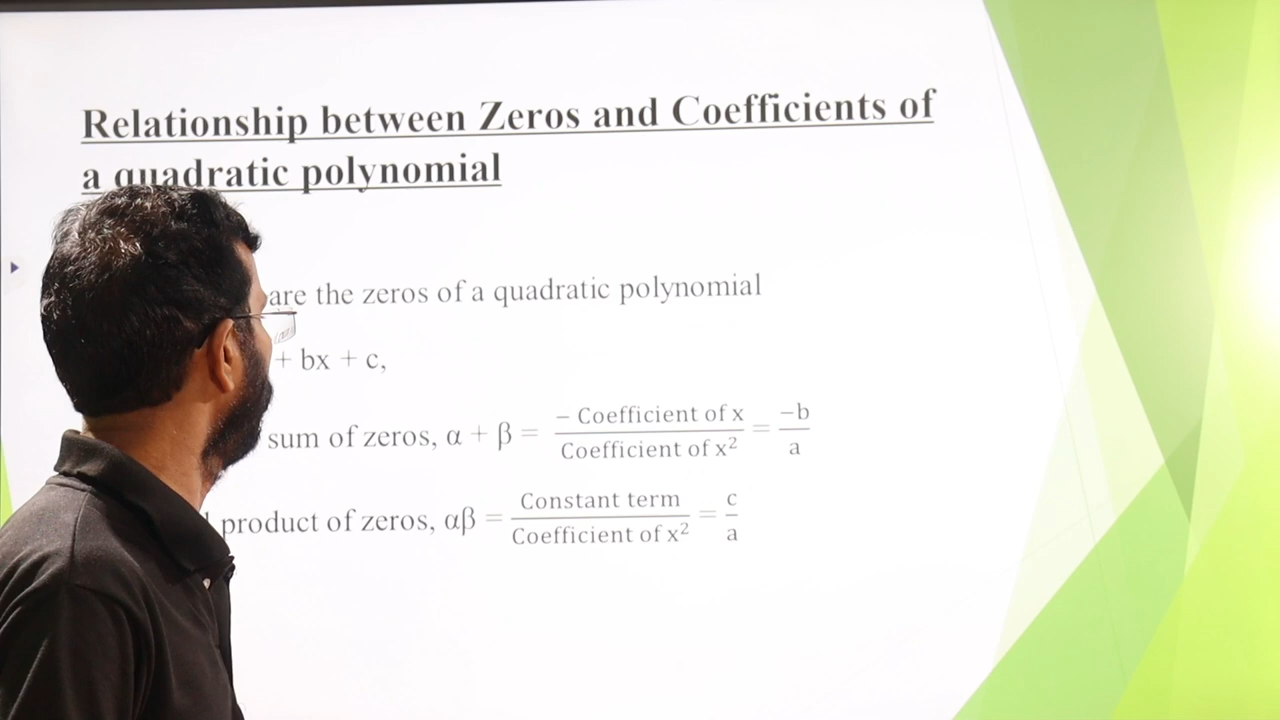 Relationship between Zeros and Coefficients of
a quadratic polynomial
are the zeros of a quadratic polynomial
+ bx + c,
sum of zeros, α + β = − Coefficient of x / Coefficient of x² = −b / a
product of zeros, αβ = Constant term / Coefficient of x² = c / a